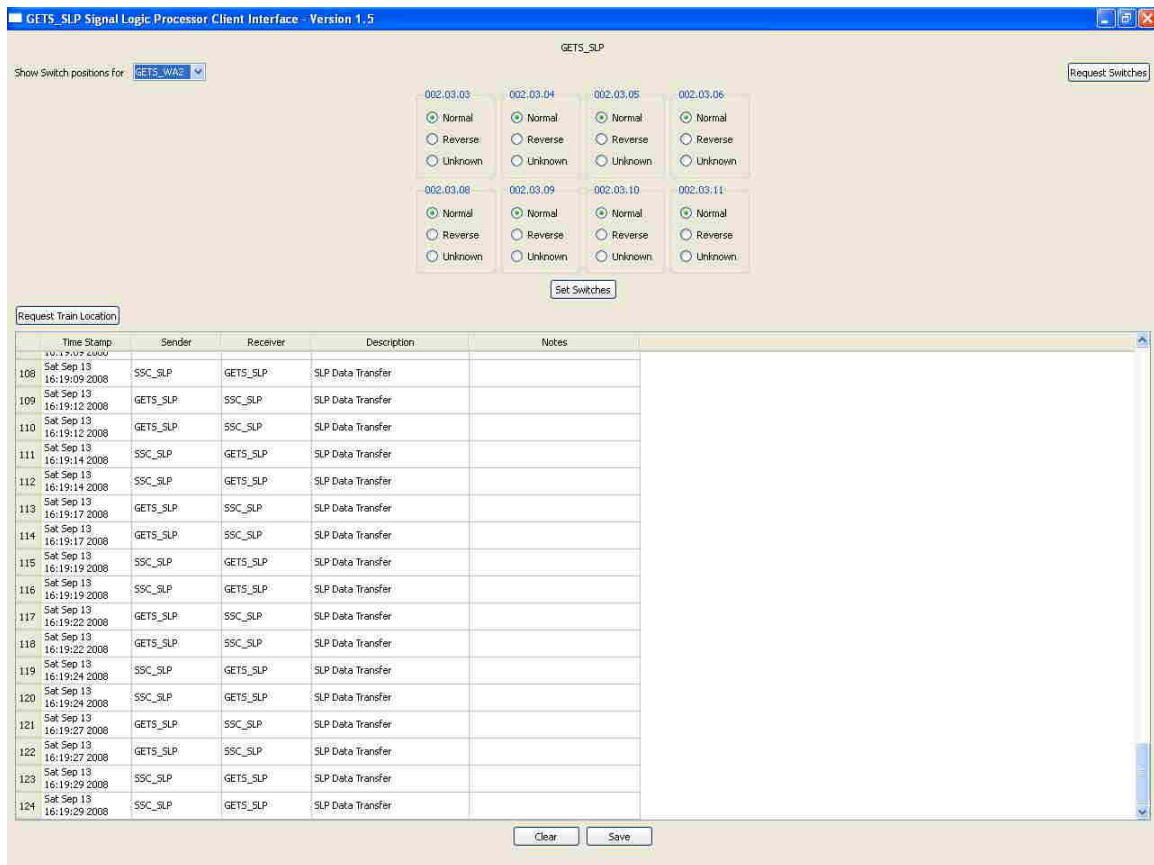 GETS_SLP Signal Logic Processor Client Interface - Version 1.5
GETS_SLP
Show Switch positions for GETS_WA2 Request Switches
002.03.03 002.03.04 002.03.05 002.03.06
Normal Normal Normal Normal
Reverse Reverse Reverse Reverse
Unknown Unknown Unknown Unknown
002.03.08 002.03.09 002.03.10 002.03.11
Normal Normal Normal Normal
Reverse Reverse Reverse Reverse
Unknown Unknown Unknown Unknown
Set Switches
Request Train Location
Time Stamp Sender Receiver Description Notes
16:19:09 2008
108 Sat Sep 13 16:19:09 2008 SSC_SLP GETS_SLP SLP Data Transfer
109 Sat Sep 13 16:19:12 2008 GETS_SLP SSC_SLP SLP Data Transfer
110 Sat Sep 13 16:19:12 2008 GETS_SLP SSC_SLP SLP Data Transfer
111 Sat Sep 13 16:19:14 2008 SSC_SLP GETS_SLP SLP Data Transfer
112 Sat Sep 13 16:19:14 2008 SSC_SLP GETS_SLP SLP Data Transfer
113 Sat Sep 13 16:19:17 2008 GETS_SLP SSC_SLP SLP Data Transfer
114 Sat Sep 13 16:19:17 2008 GETS_SLP SSC_SLP SLP Data Transfer
115 Sat Sep 13 16:19:19 2008 SSC_SLP GETS_SLP SLP Data Transfer
116 Sat Sep 13 16:19:19 2008 SSC_SLP GETS_SLP SLP Data Transfer
117 Sat Sep 13 16:19:22 2008 GETS_SLP SSC_SLP SLP Data Transfer
118 Sat Sep 13 16:19:22 2008 GETS_SLP SSC_SLP SLP Data Transfer
119 Sat Sep 13 16:19:24 2008 SSC_SLP GETS_SLP SLP Data Transfer
120 Sat Sep 13 16:19:24 2008 SSC_SLP GETS_SLP SLP Data Transfer
121 Sat Sep 13 16:19:27 2008 GETS_SLP SSC_SLP SLP Data Transfer
122 Sat Sep 13 16:19:27 2008 GETS_SLP SSC_SLP SLP Data Transfer
123 Sat Sep 13 16:19:29 2008 SSC_SLP GETS_SLP SLP Data Transfer
124 Sat Sep 13 16:19:29 2008 SSC_SLP GETS_SLP SLP Data Transfer
Clear Save